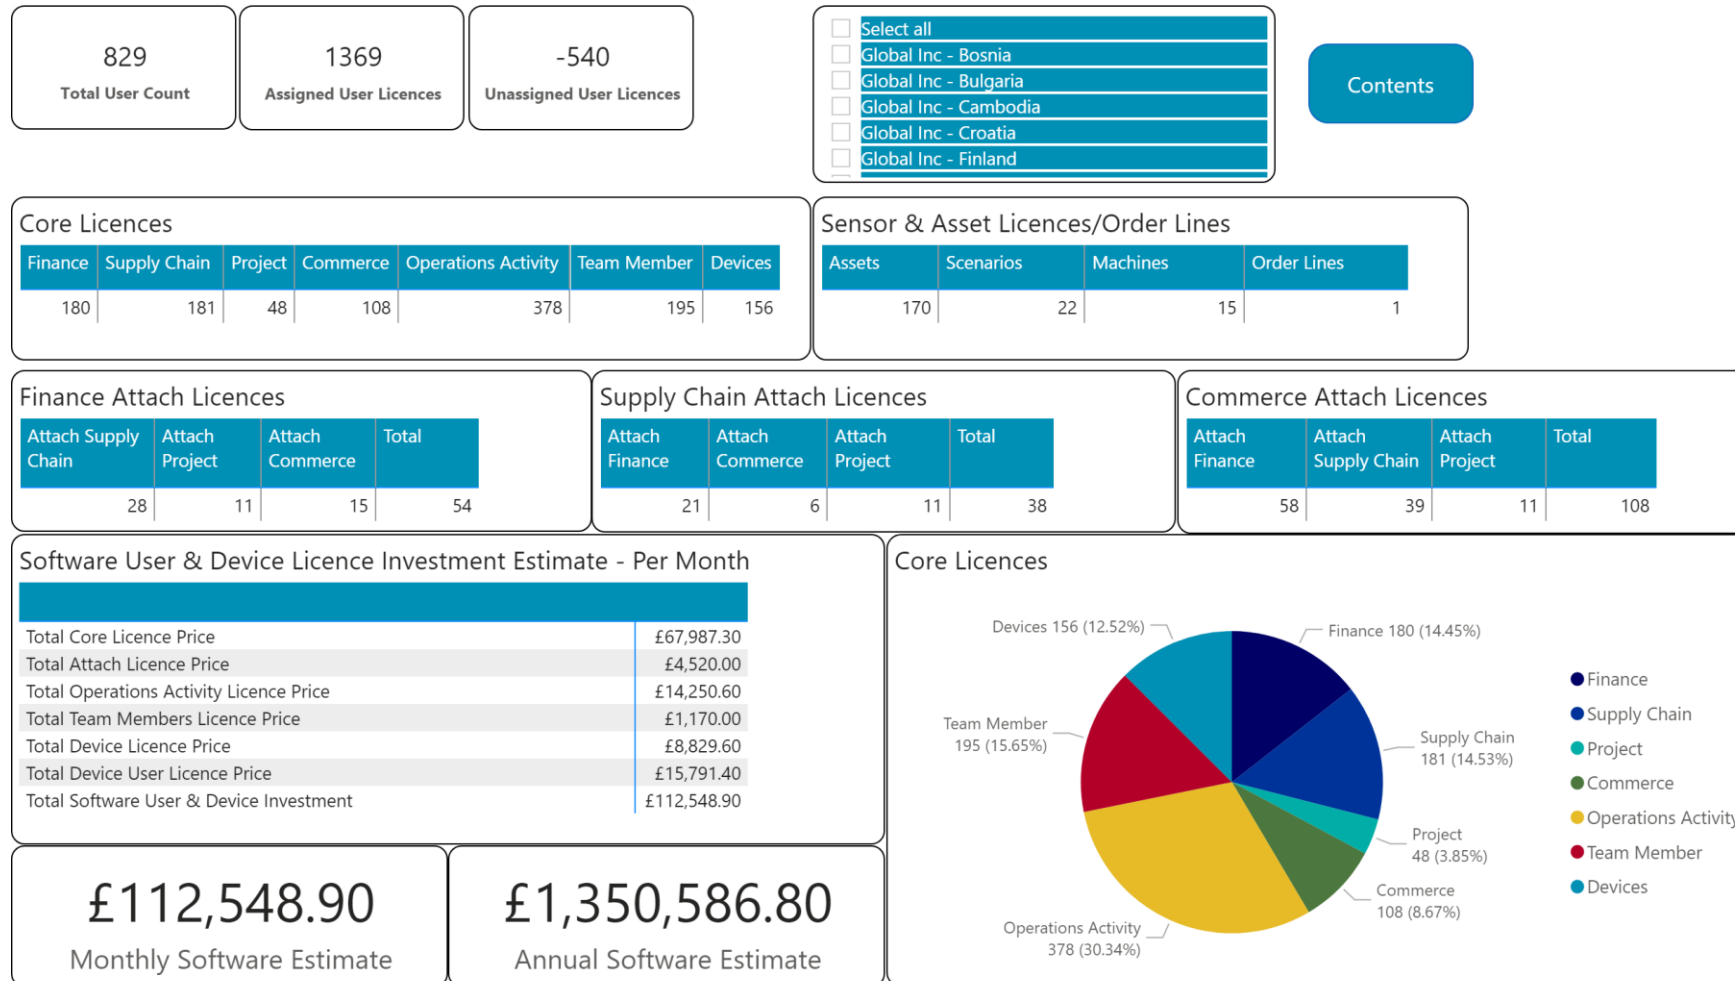 829
Total User Count
1369
Assigned User Licences
-540
Unassigned User Licences
Select all
Global Inc - Bosnia
Global Inc - Bulgaria
Global Inc - Cambodia
Global Inc - Croatia
Global Inc - Finland
Contents
Core Licences
Finance Supply Chain Project Commerce Operations Activity Team Member Devices
180 181 48 108 378 195 156
Sensor & Asset Licences/Order Lines
Assets Scenarios Machines Order Lines
170 22 15 1
Finance Attach Licences
Attach Supply Attach Attach Total
Chain Project Commerce
28 11 15 54
Supply Chain Attach Licences
Attach Attach Attach Total
Finance Commerce Project
21 6 11 38
Commerce Attach Licences
Attach Attach Attach Total
Finance Supply Chain Project
58 39 11 108
Software User & Device Licence Investment Estimate - Per Month
Total Core Licence Price £67,987.30
Total Attach Licence Price £4,520.00
Total Operations Activity Licence Price £14,250.60
Total Team Members Licence Price £1,170.00
Total Device Licence Price £8,829.60
Total Device User Licence Price £15,791.40
Total Software User & Device Investment £112,548.90
£112,548.90
Monthly Software Estimate
£1,350,586.80
Annual Software Estimate
Core Licences
Devices 156 (12.52%)
Finance 180 (14.45%)
Team Member
195 (15.65%)
Supply Chain
181 (14.53%)
Project
48 (3.85%)
Commerce
108 (8.67%)
Operations Activity
378 (30.34%)
Finance
Supply Chain
Project
Commerce
Operations Activity
Team Member
Devices